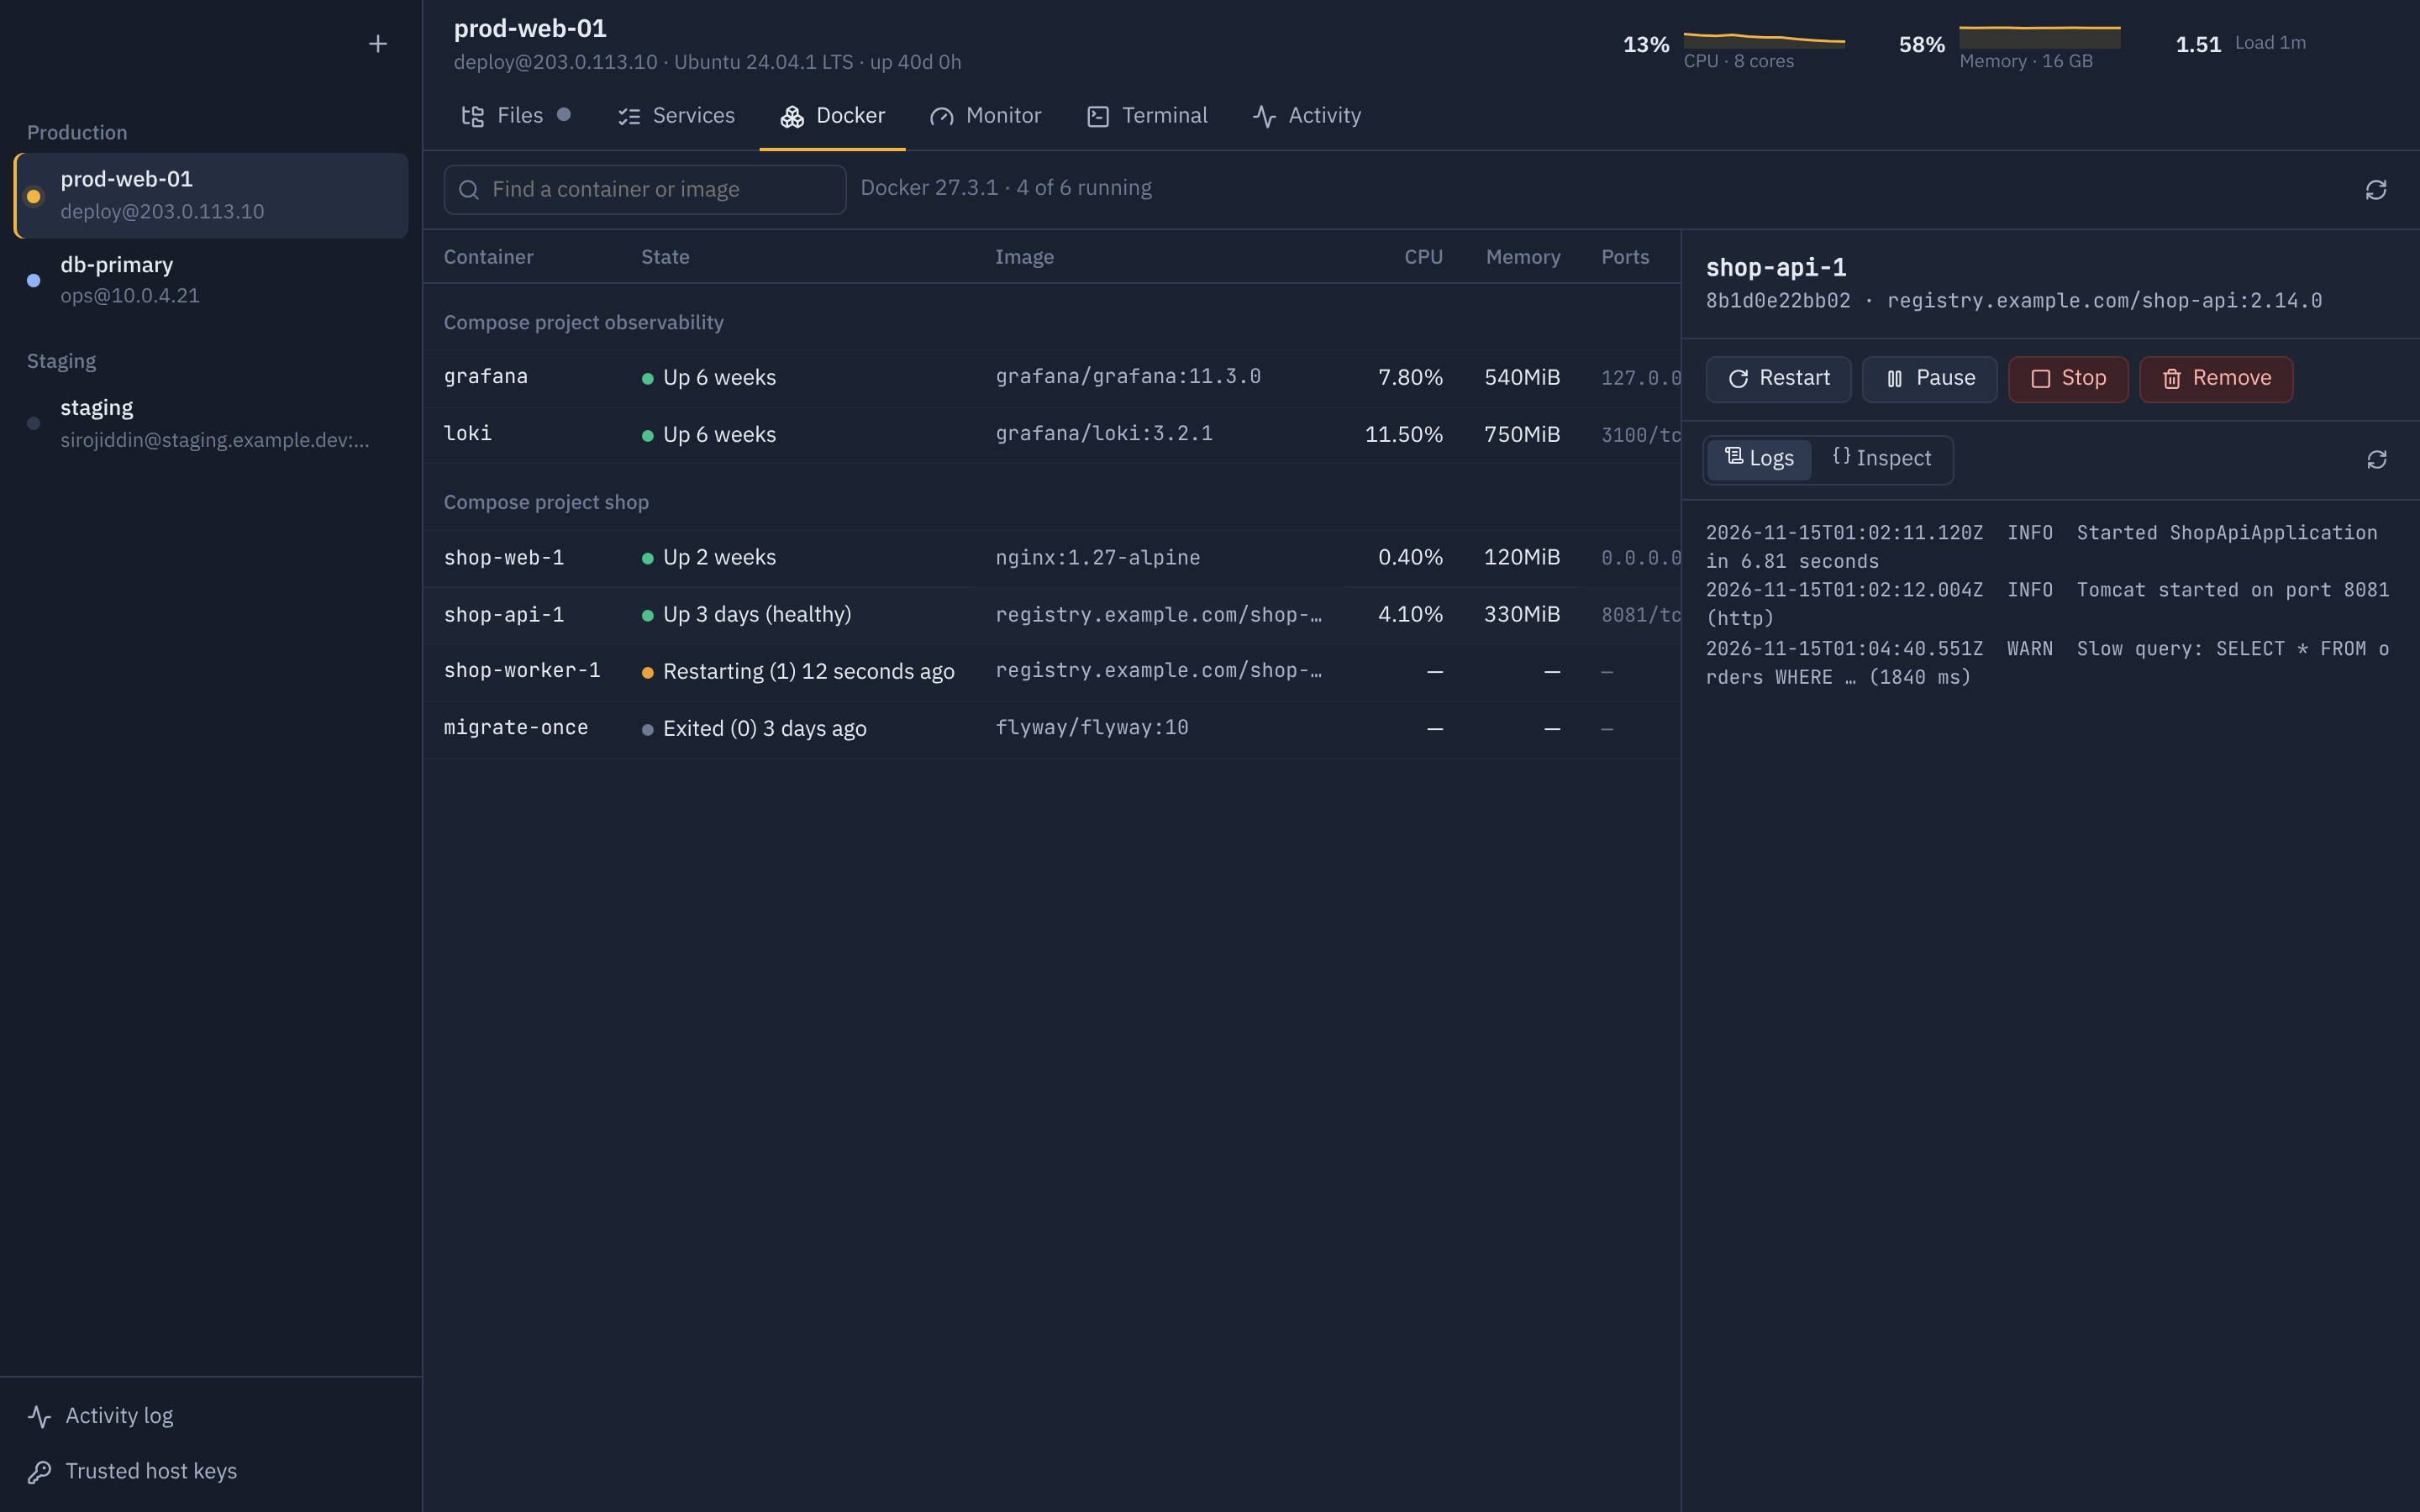 Production
prod-web-01
deploy@203.0.113.10
db-primary
ops@10.0.4.21
Staging
staging
sirojiddin@staging.example.dev:...
Activity log
Trusted host keys
prod-web-01
deploy@203.0.113.10 · Ubuntu 24.04.1 LTS · up 40d 0h
13% CPU · 8 cores
58% Memory · 16 GB
1.51 Load 1m
Files Services Docker Monitor Terminal Activity
Find a container or image Docker 27.3.1 · 4 of 6 running
Container State Image CPU Memory Ports
Compose project observability
grafana Up 6 weeks grafana/grafana:11.3.0 7.80% 540MiB 127.0.0
loki Up 6 weeks grafana/loki:3.2.1 11.50% 750MiB 3100/tc
Compose project shop
shop-web-1 Up 2 weeks nginx:1.27-alpine 0.40% 120MiB 0.0.0.0
shop-api-1 Up 3 days (healthy) registry.example.com/shop-… 4.10% 330MiB 8081/tc
shop-worker-1 Restarting (1) 12 seconds ago registry.example.com/shop-… — — –
migrate-once Exited (0) 3 days ago flyway/flyway:10 — — –
shop-api-1
8b1d0e22bb02 · registry.example.com/shop-api:2.14.0
Restart Pause Stop Remove
Logs {} Inspect
2026-11-15T01:02:11.120Z INFO Started ShopApiApplication
in 6.81 seconds
2026-11-15T01:02:12.004Z INFO Tomcat started on port 8081
(http)
2026-11-15T01:04:40.551Z WARN Slow query: SELECT * FROM o
rders WHERE … (1840 ms)